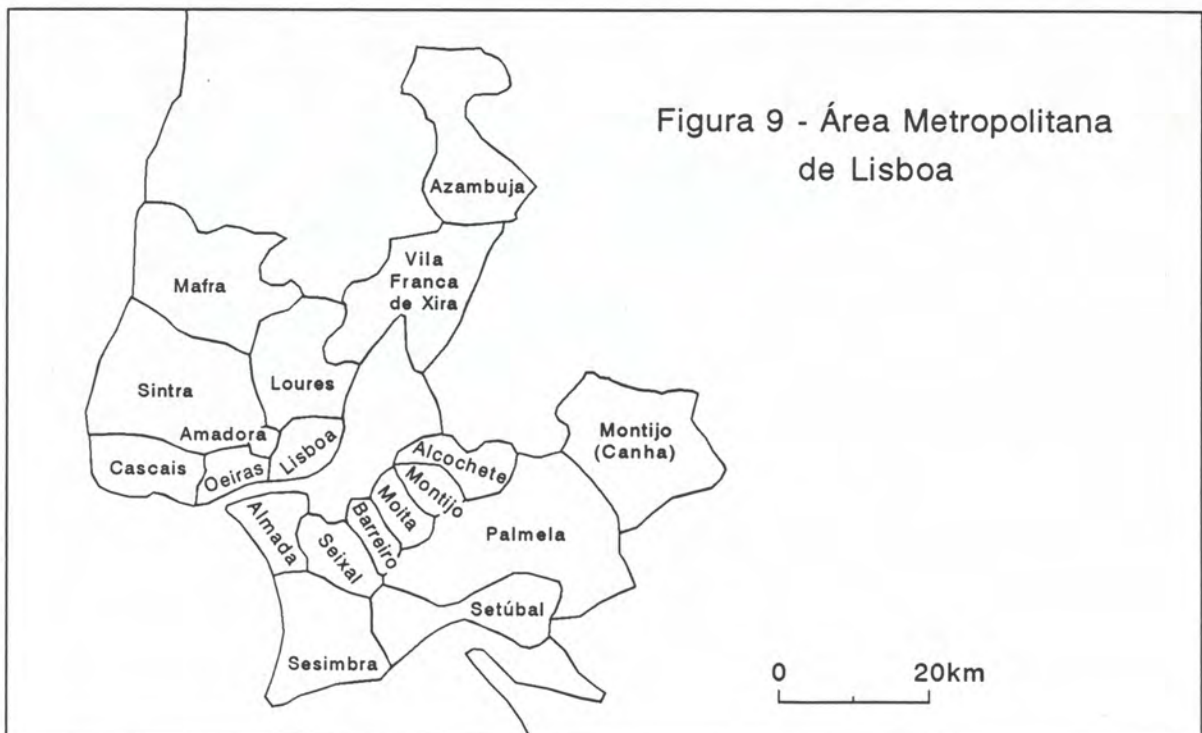 Figura 9 - Área Metropolitana
de Lisboa
Azambuja
Vila
Franca
de Xira
Mafra
Sintra
Loures
Amadora
Lisboa
Cascais
Oeiras
Alcochete
Montijo
(Canha)
Montijo
Moita
Barreiro
Palmela
Almada
Seixal
Setúbal
Sesimbra
0 20km